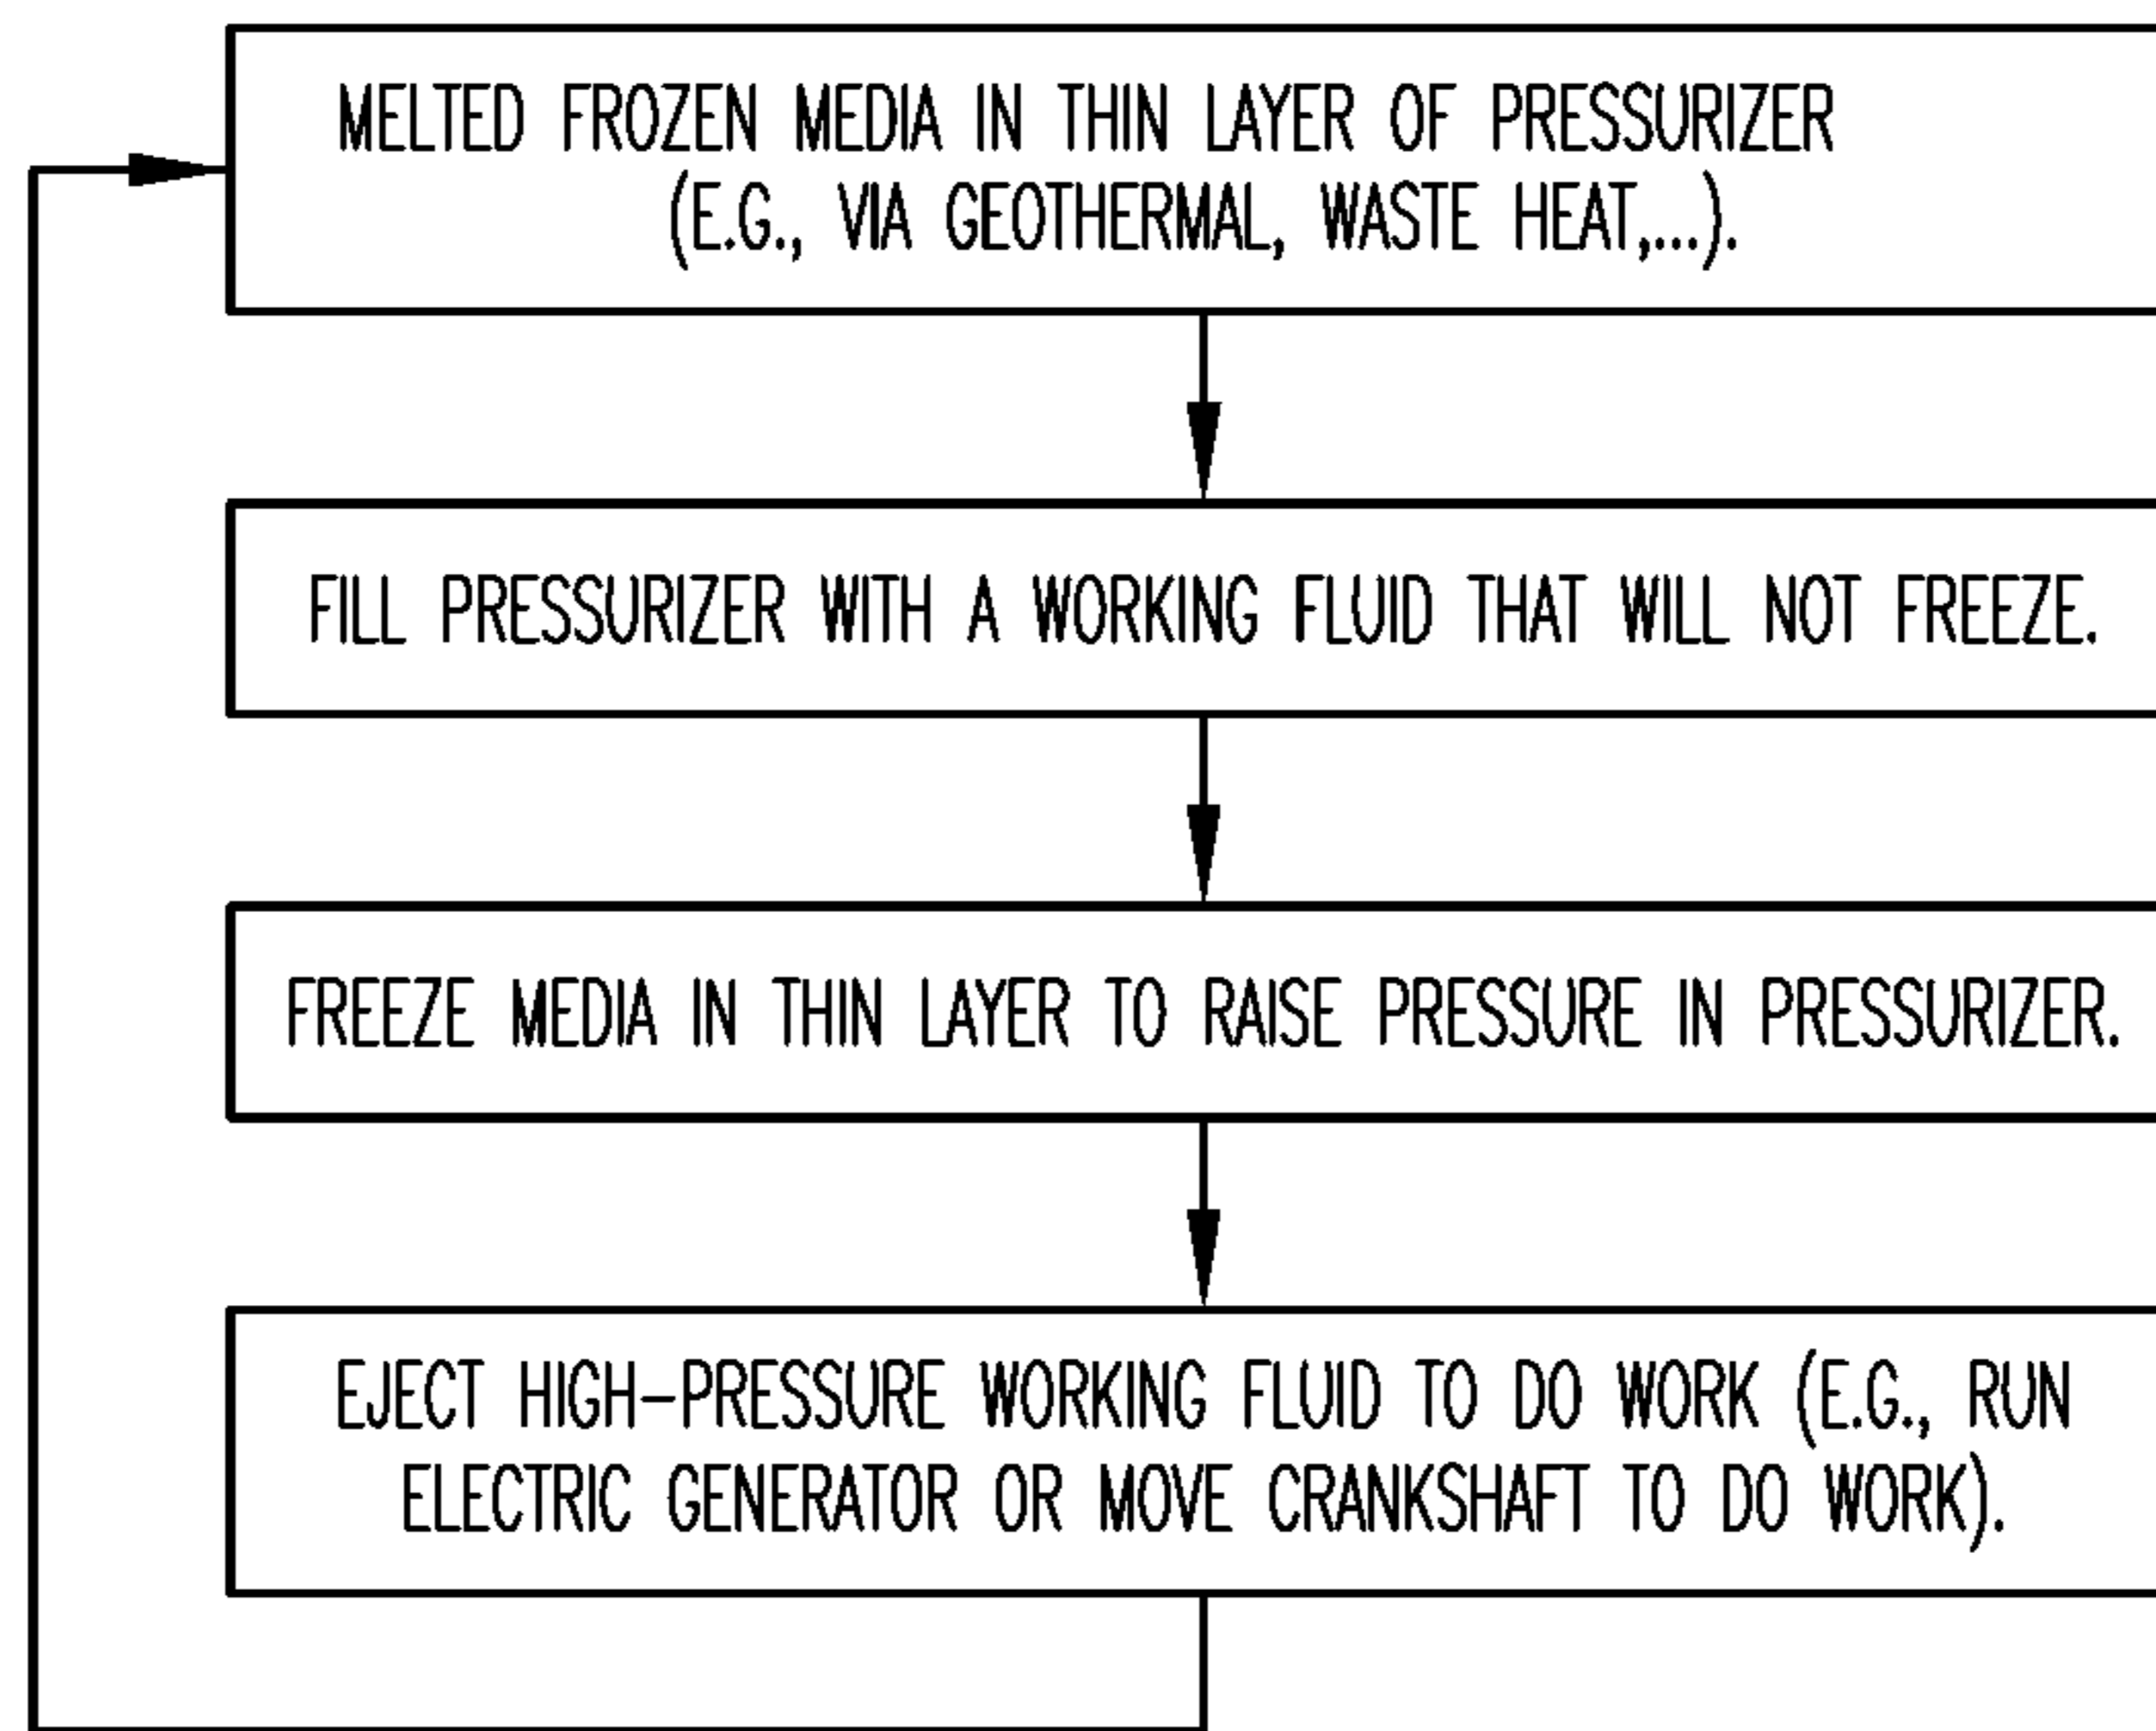 MELTED FROZEN MEDIA IN THIN LAYER OF PRESSURIZER
(E.G., VIA GEOTHERMAL, WASTE HEAT,...).
FILL PRESSURIZER WITH A WORKING FLUID THAT WILL NOT FREEZE.
FREEZE MEDIA IN THIN LAYER TO RAISE PRESSURE IN PRESSURIZER.
EJECT HIGH-PRESSURE WORKING FLUID TO DO WORK (E.G., RUN
ELECTRIC GENERATOR OR MOVE CRANKSHAFT TO DO WORK).